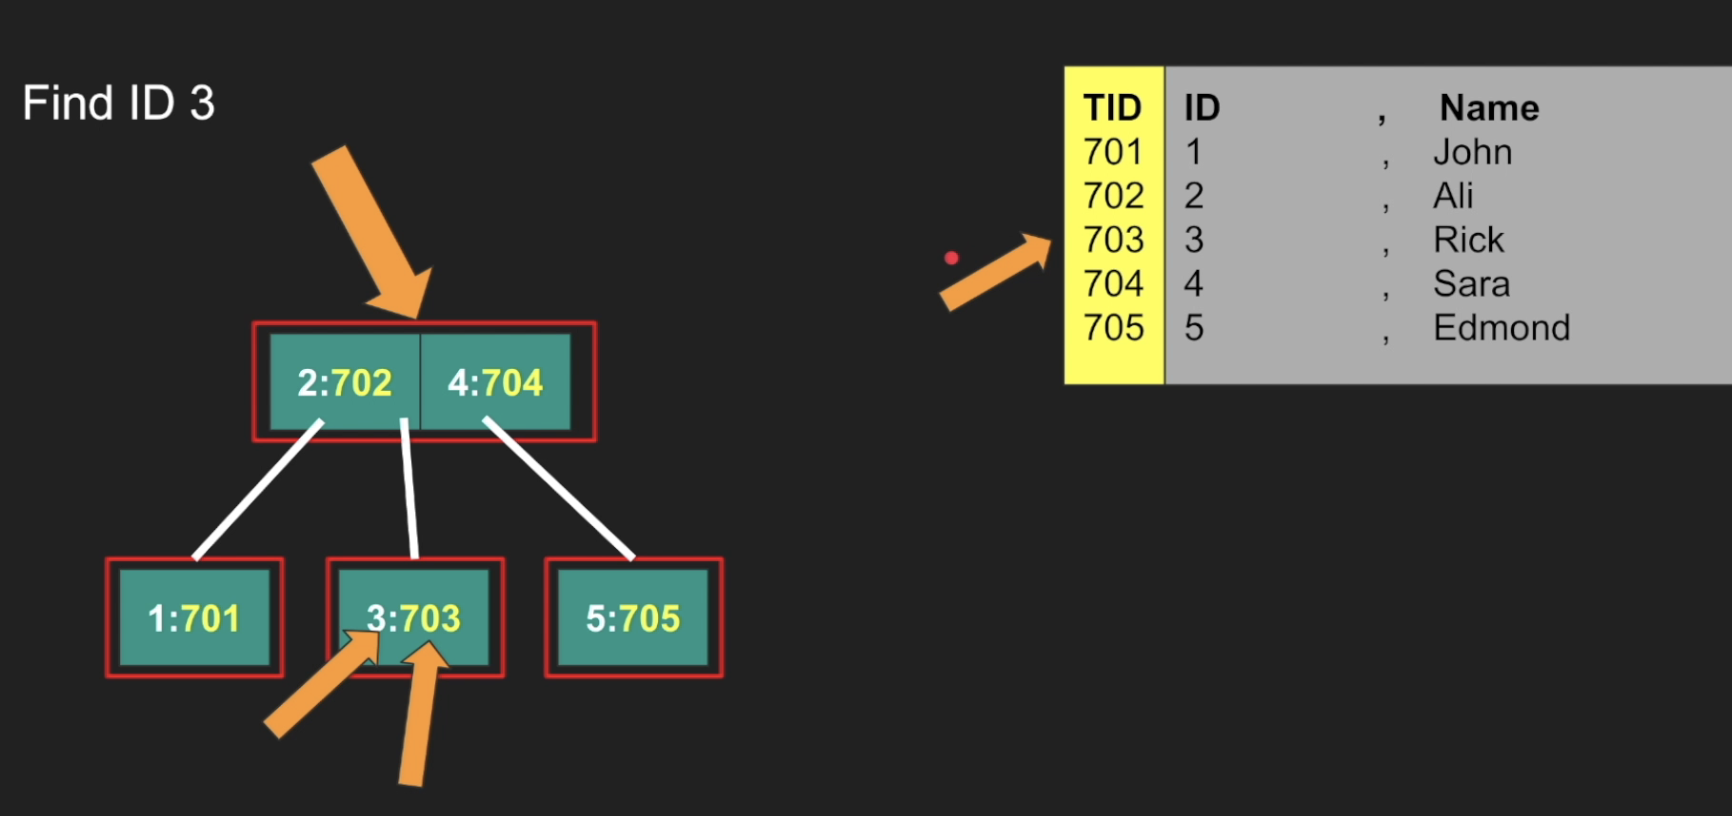 Find ID 3
TID ID , Name
701 1 , John
702 2 , Ali
703 3 , Rick
704 4 , Sara
705 5 , Edmond
2:702 4:704
1:701 3:703 5:705